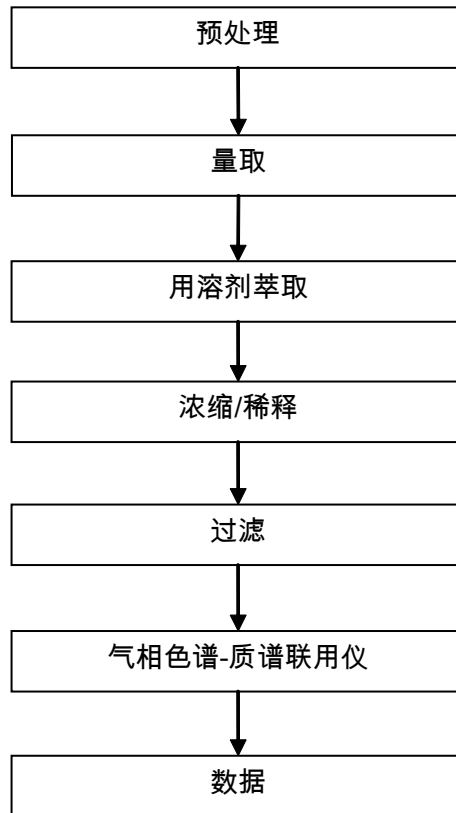 预处理
量取
用溶剂萃取
浓缩/稀释
过滤
气相色谱-质谱联用仪
数据